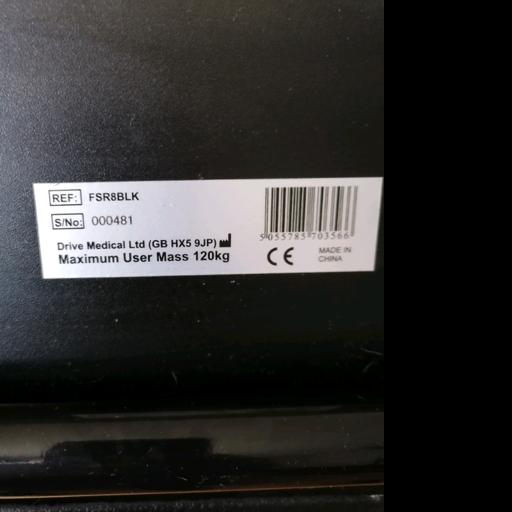 REF: FSR8BLK
S/No: 000481
Drive Medical Ltd (GB HX5 9JP)
Maximum User Mass 120kg
5 055785 703566
CE
MADE IN
CHINA